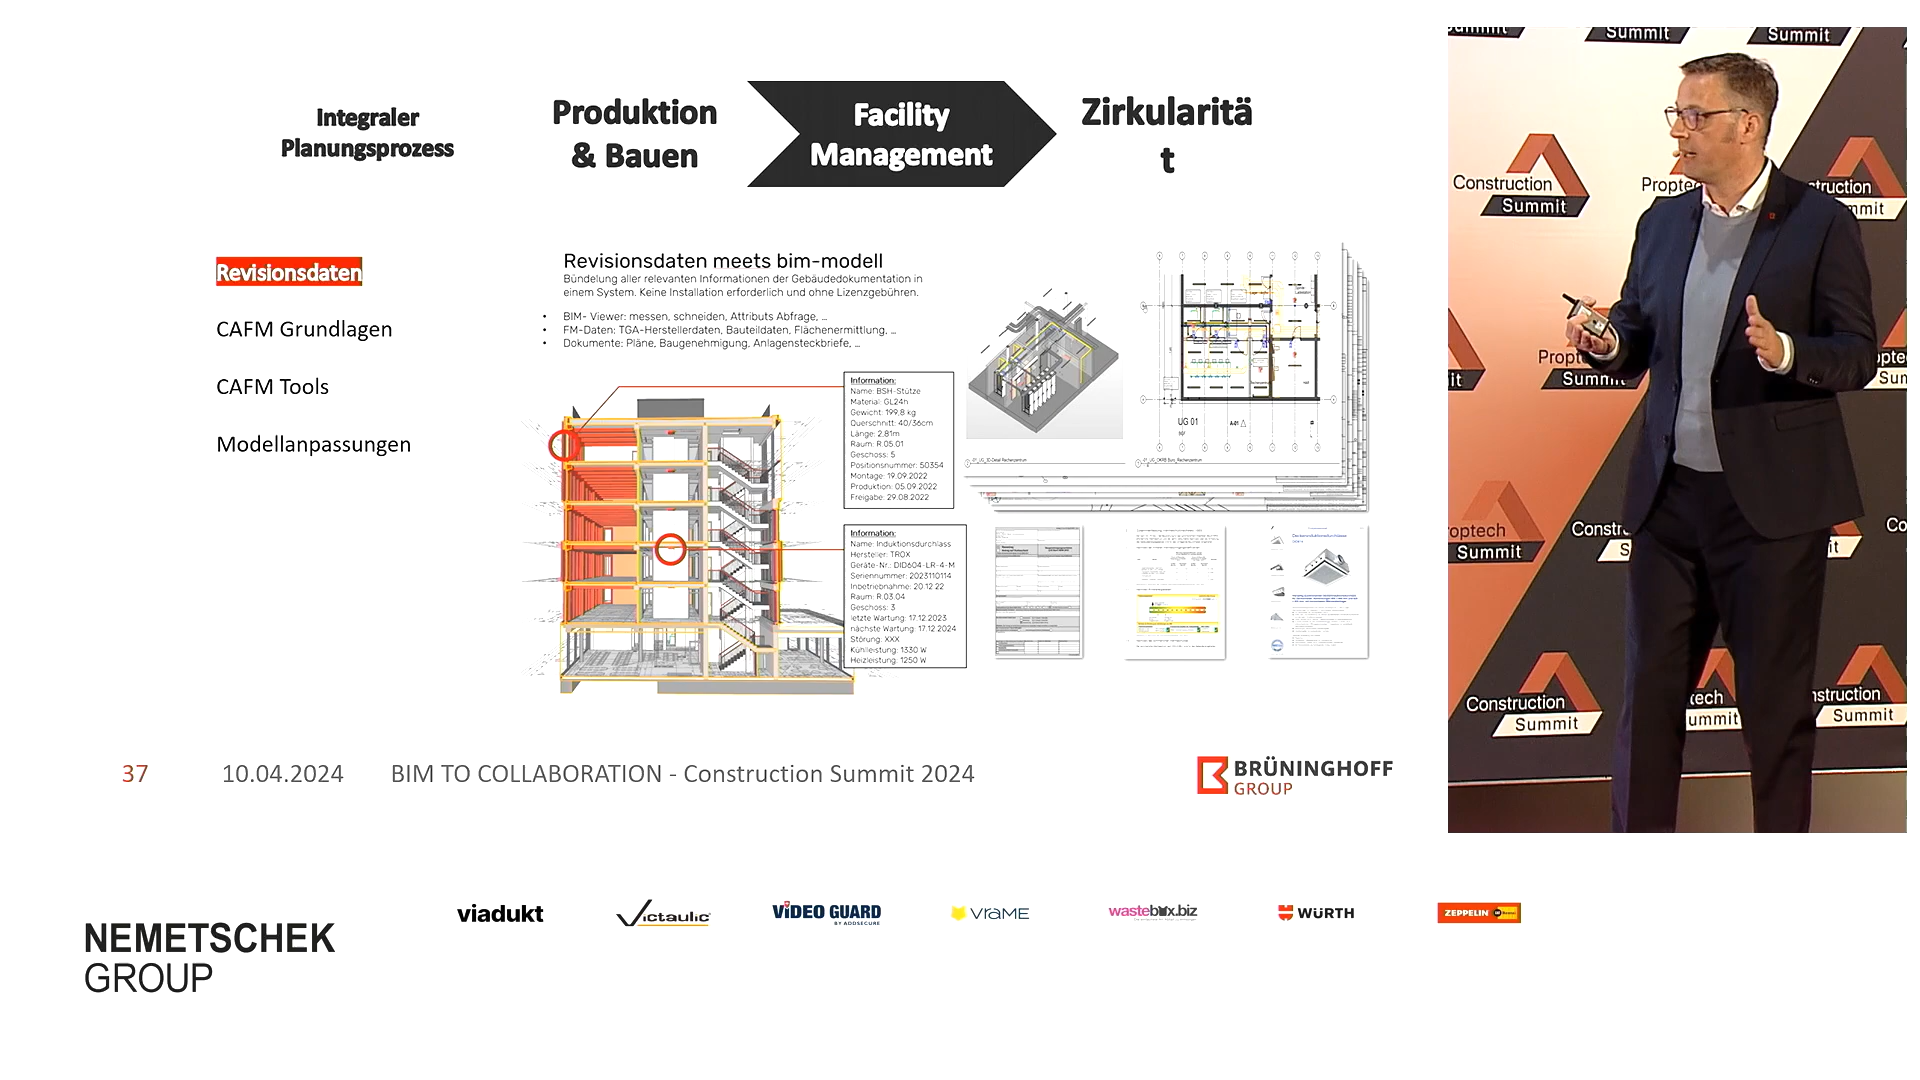 Integraler
Planungsprozess
Produktion
& Bauen
Facility
Management
Zirkularitä
t
Revisionsdaten
CAFM Grundlagen
CAFM Tools
Modellanpassungen
Revisionsdaten meets bim-modell
Bündelung aller relevanten Informationen der Gebäudedokumentation in
einem System. Keine Installation erforderlich und ohne Lizenzgebühren.
• BIM- Viewer: messen, schneiden, Attributs Abfrage, ...
• FM-Daten: TGA-Herstellerdaten, Bauteildaten, Flächenermittlung, ...
• Dokumente: Pläne, Baugenehmigung, Anlagensteckbriefe, ...
Information:
Name: BSH-Stütze
Material: GL24h
Gewicht: 199,8 kg
Querschnitt: 40/36cm
Länge: 2,81m
Raum: R.05.01
Geschoss: 5
Positionsnummer: 50354
Montage: 19.09.2022
Produktion: 05.09.2022
Freigabe: 29.08.2022
Information:
Name: Induktionsdurchlass
Hersteller: TROX
Geräte-Nr.: DID604-LR-4-M
Seriennummer: 2023110114
Inbetriebnahme: 20.12.22
Raum: R.03.04
Geschoss: 3
letzte Wartung: 17.12.2023
nächste Wartung: 17.12.2024
Störung: XXX
Kühlleistung: 1330 W
Heizleistung: 1250 W
UG 01
37 10.04.2024 BIM TO COLLABORATION - Construction Summit 2024
BRÜNINGHOFF
GROUP
Summit
Summit
Construction
Summit
Construction
Summit
Summit
Construction
Summit
NEMETSCHEK
GROUP
viadukt
Victaulic
VIDEO GUARD
BY ADDSECURE
VRAME
wastebox.biz
WÜRTH
ZEPPELIN